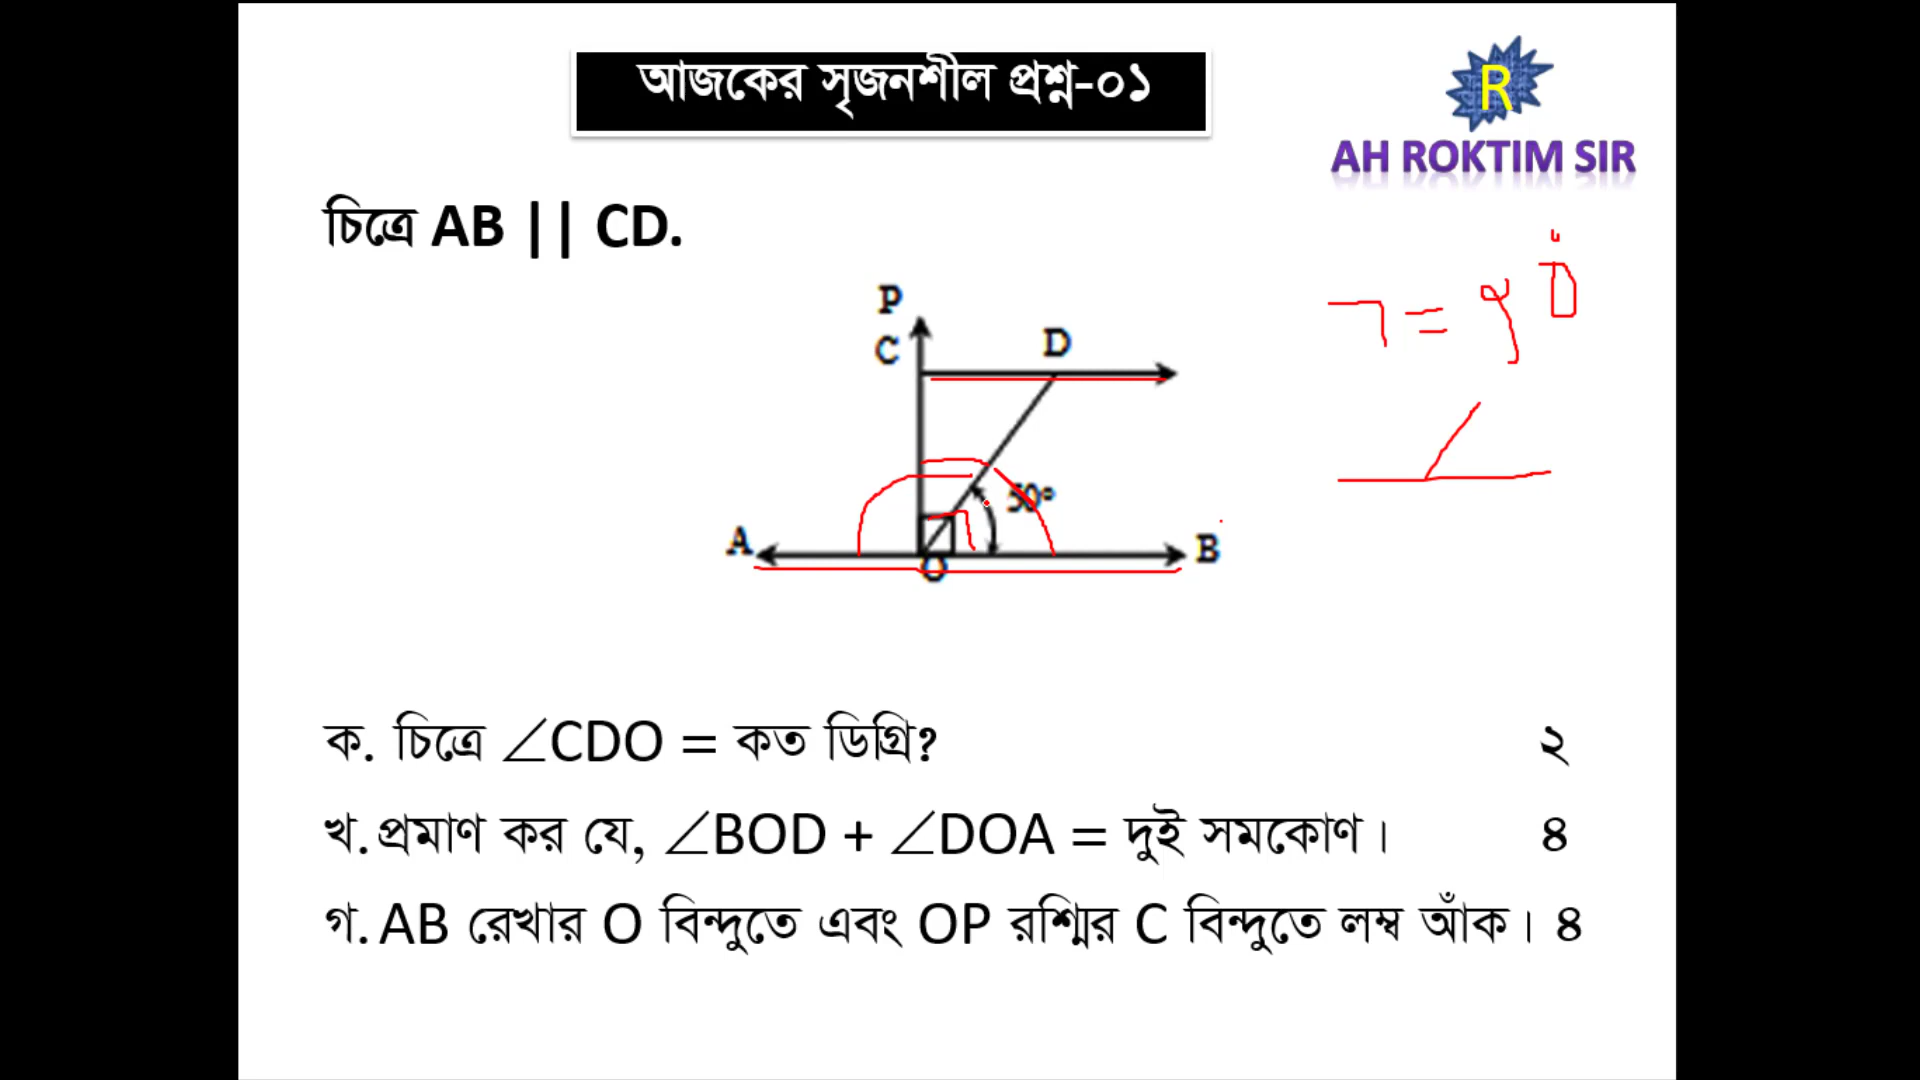 আজকের সৃজনশীল প্রশ্ন-০১
R
AH ROKTIM SIR
চিত্রে AB || CD.
P
C
D
50°
A
B
O
ㄱ = ৭0°
ক. চিত্রে ∠CDO = কত ডিগ্রি? ২
খ. প্রমাণ কর যে, ∠BOD + ∠DOA = দুই সমকোণ। ৪
গ. AB রেখার O বিন্দুতে এবং OP রশ্মির C বিন্দুতে লম্ব আঁক। ৪